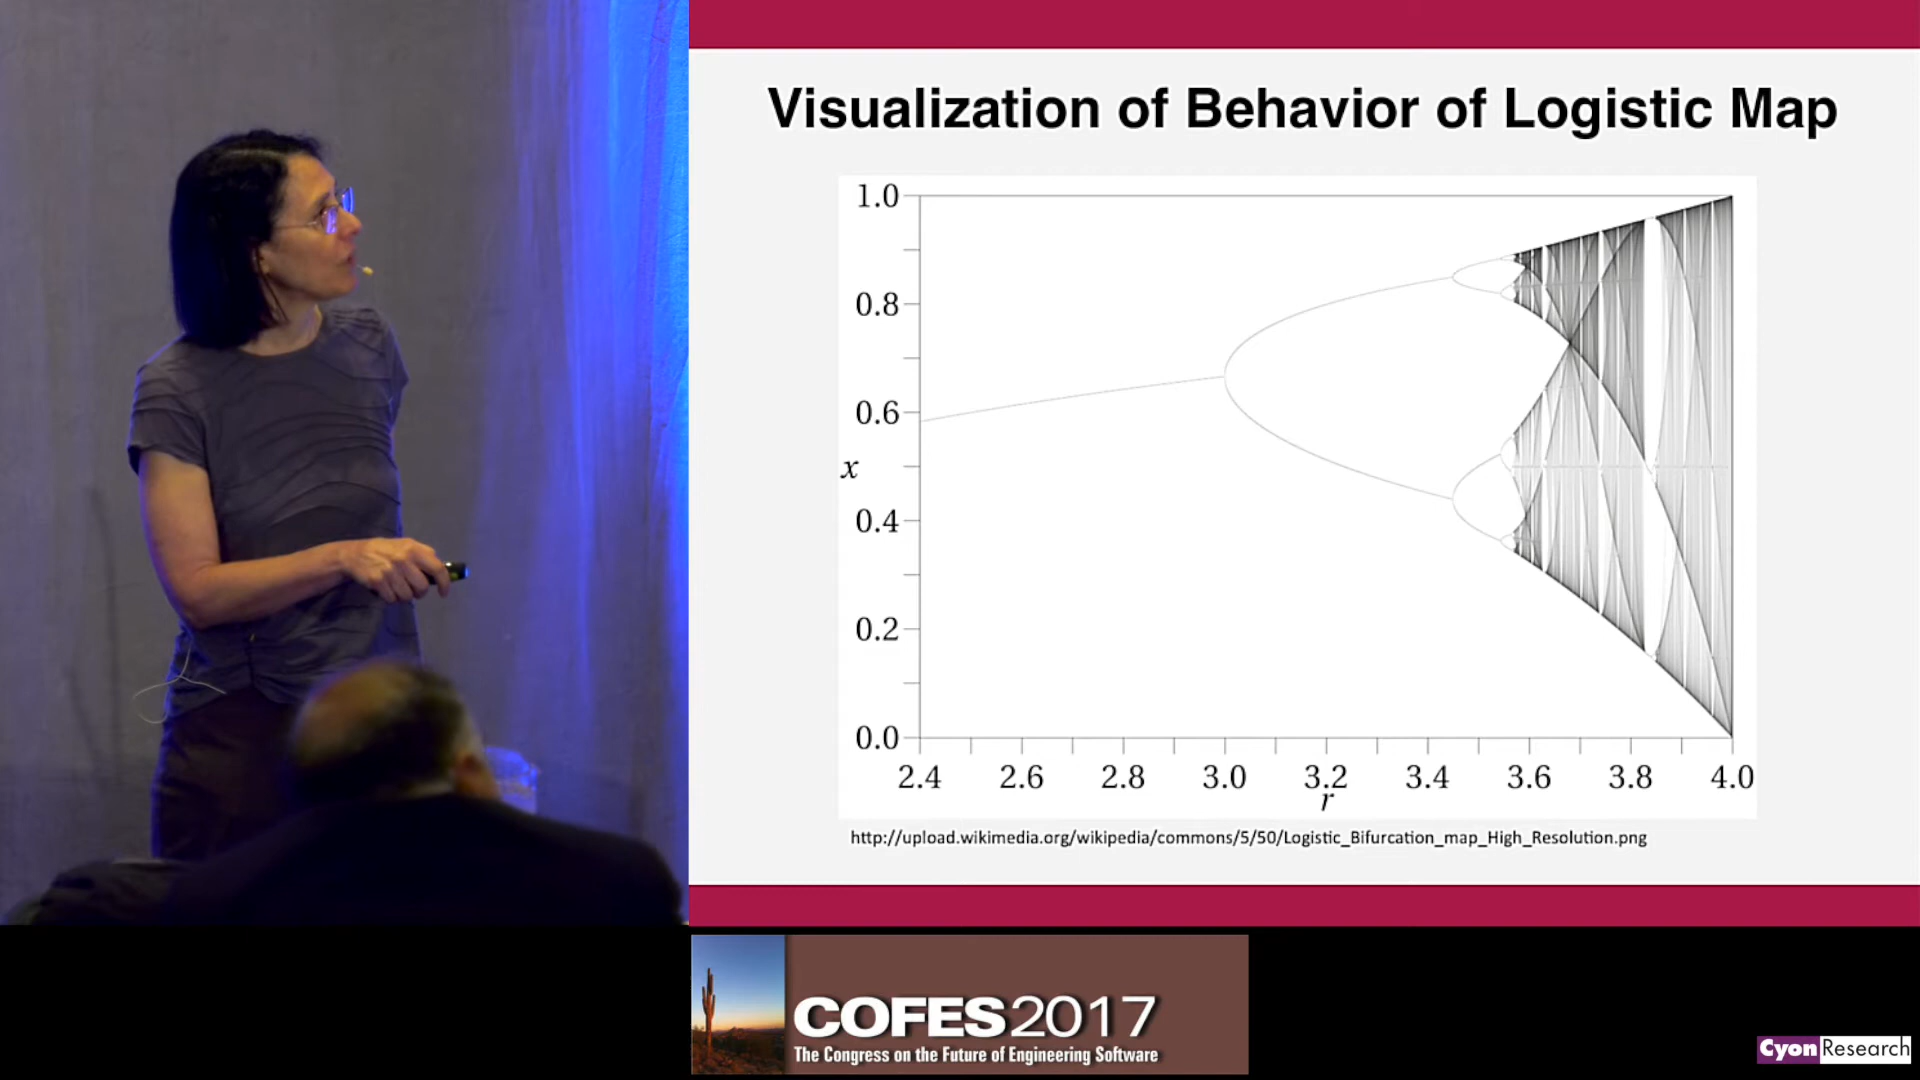 Visualization of Behavior of Logistic Map
1.0
0.8
0.6
x
0.4
0.2
0.0
2.4 2.6 2.8 3.0 3.2 3.4 3.6 3.8 4.0
r
http://upload.wikimedia.org/wikipedia/commons/5/50/Logistic_Bifurcation_map_High_Resolution.png
COFES2017
The Congress on the Future of Engineering Software
CyonResearch